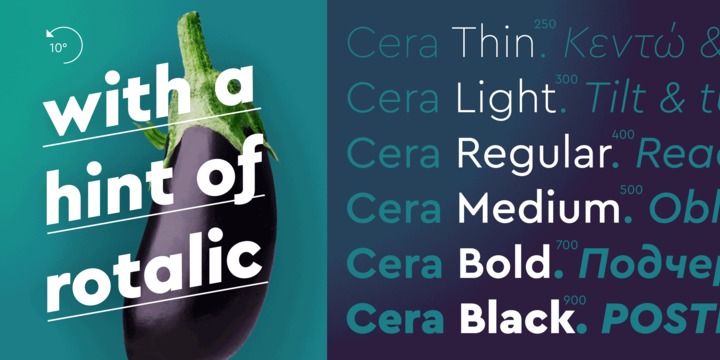 10°
with a
hint of
rotalic
Cera Thin.250 Κεντώ &
Cera Light.300 Tilt & t
Cera Regular.400 Read
Cera Medium.500 Obl
Cera Bold.700 Подчер
Cera Black.900 POST